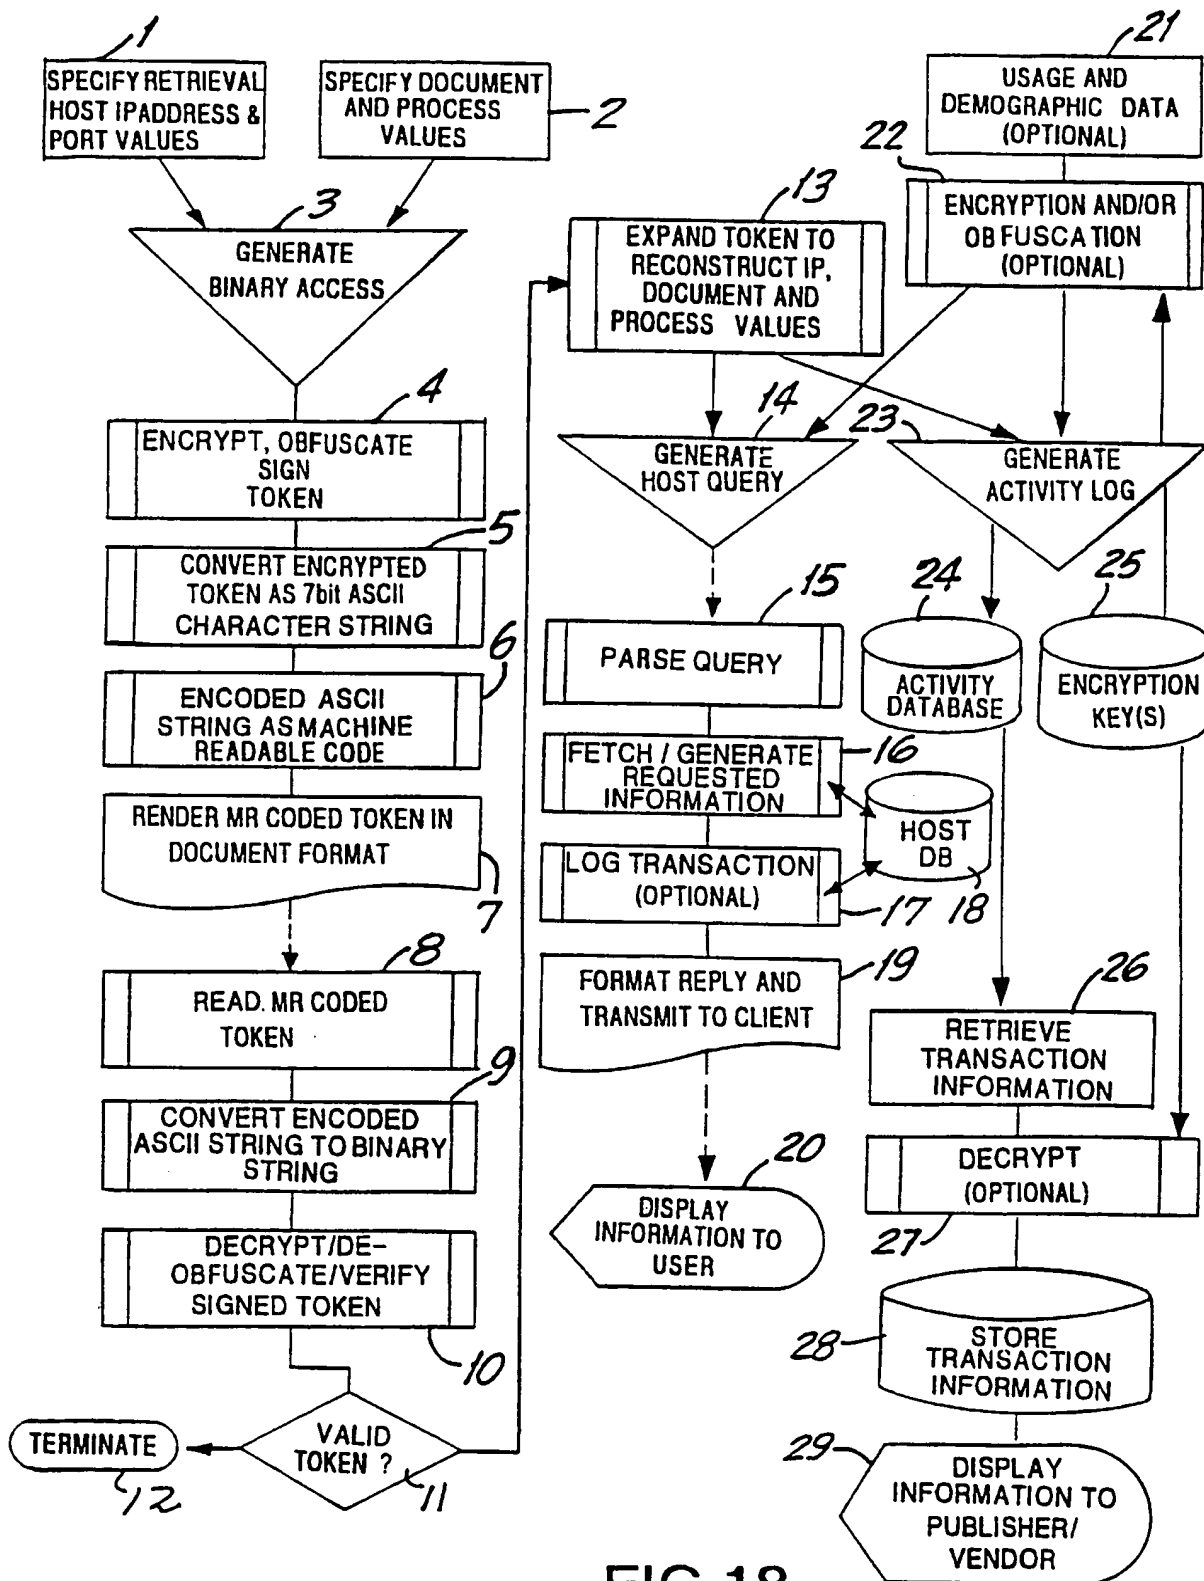 1
SPECIFY RETRIEVAL
HOST IPADDRESS &
PORT VALUES
SPECIFY DOCUMENT
AND PROCESS
VALUES
2
3
GENERATE
BINARY ACCESS
4
ENCRYPT, OBFUSCATE
SIGN
TOKEN
5
CONVERT ENCRYPTED
TOKEN AS 7bit ASCII
CHARACTER STRING
6
ENCODED ASCII
STRING AS MACHINE
READABLE CODE
RENDER MR CODED TOKEN IN
DOCUMENT FORMAT
7
8
READ. MR CODED
TOKEN
9
CONVERT ENCODED
ASCII STRING TO BINARY
STRING
DECRYPT/DE-
OBFUSCATE/VERIFY
SIGNED TOKEN
10
VALID
TOKEN ?
11
TERMINATE
12
13
EXPAND TOKEN TO
RECONSTRUCT IP,
DOCUMENT AND
PROCESS VALUES
14
GENERATE
HOST QUERY
15
PARSE QUERY
FETCH / GENERATE
REQUESTED
INFORMATION
16
LOG TRANSACTION
(OPTIONAL)
17
HOST
DB
18
19
FORMAT REPLY AND
TRANSMIT TO CLIENT
20
DISPLAY
INFORMATION TO
USER
21
USAGE AND
DEMOGRAPHIC DATA
(OPTIONAL)
22
ENCRYPTION AND/OR
OBFUSCATION
(OPTIONAL)
23
GENERATE
ACTIVITY LOG
24
ACTIVITY
DATABASE
25
ENCRYPTION
KEY(S)
26
RETRIEVE
TRANSACTION
INFORMATION
DECRYPT
(OPTIONAL)
27
28
STORE
TRANSACTION
INFORMATION
29
DISPLAY
INFORMATION TO
PUBLISHER/
VENDOR
FIG.18